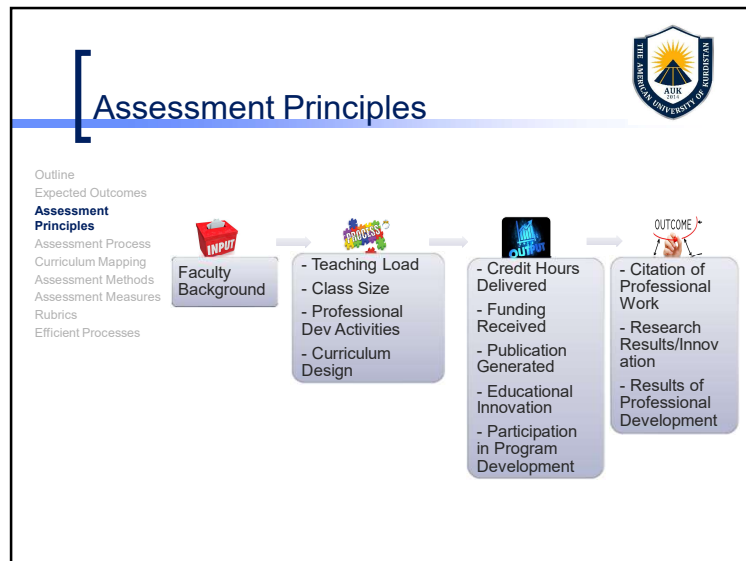 Assessment Principles
THE AMERICAN UNIVERSITY OF KURDISTAN
AUK
2014
Outline
Expected Outcomes
Assessment
Principles
Assessment Process
Curriculum Mapping
Assessment Methods
Assessment Measures
Rubrics
Efficient Processes
INPUT
Faculty
Background
PROCESS
- Teaching Load
- Class Size
- Professional
Dev Activities
- Curriculum
Design
OUTPUT
- Credit Hours
Delivered
- Funding
Received
- Publication
Generated
- Educational
Innovation
- Participation
in Program
Development
OUTCOME
- Citation of
Professional
Work
- Research
Results/Innov
ation
- Results of
Professional
Development